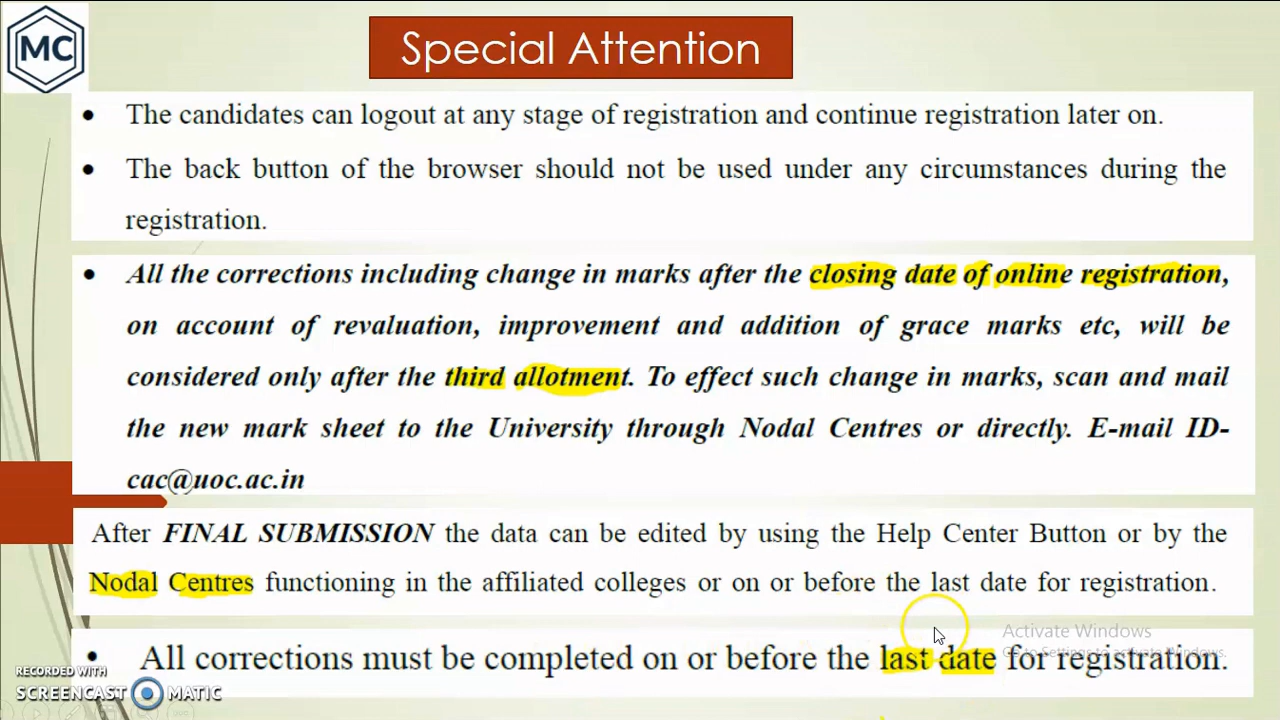 MC
Special Attention
• The candidates can logout at any stage of registration and continue registration later on.
• The back button of the browser should not be used under any circumstances during the
registration.
• All the corrections including change in marks after the closing date of online registration,
on account of revaluation, improvement and addition of grace marks etc, will be
considered only after the third allotment. To effect such change in marks, scan and mail
the new mark sheet to the University through Nodal Centres or directly. E-mail ID-
cac@uoc.ac.in
After FINAL SUBMISSION the data can be edited by using the Help Center Button or by the
Nodal Centres functioning in the affiliated colleges or on or before the last date for registration.
Activate Windows
Go to Settings to activate Windows.
• All corrections must be completed on or before the last date for registration.
RECORDED WITH
SCREENCAST MATIC